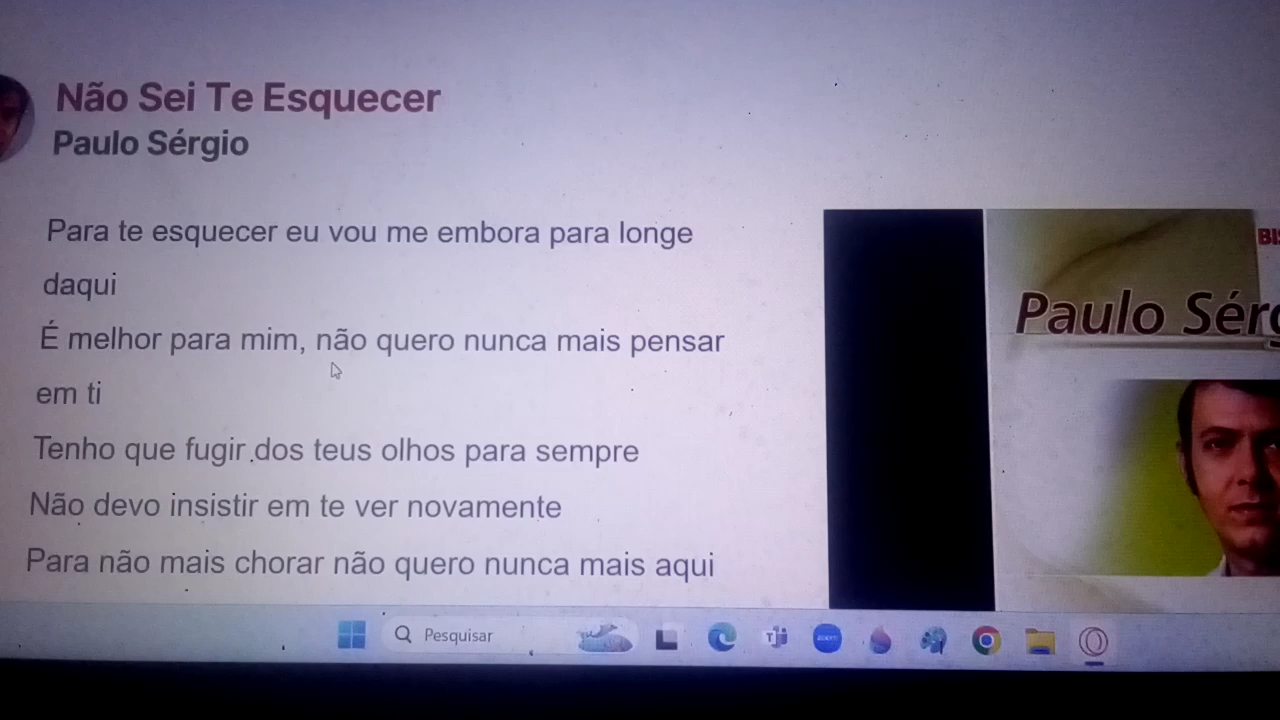 Não Sei Te Esquecer
Paulo Sérgio
Para te esquecer eu vou me embora para longe
daqui
É melhor para mim, não quero nunca mais pensar
em ti
Tenho que fugir dos teus olhos para sempre
Não devo insistir em te ver novamente
Para não mais chorar não quero nunca mais aqui
BIS
Paulo Sérg
Pesquisar